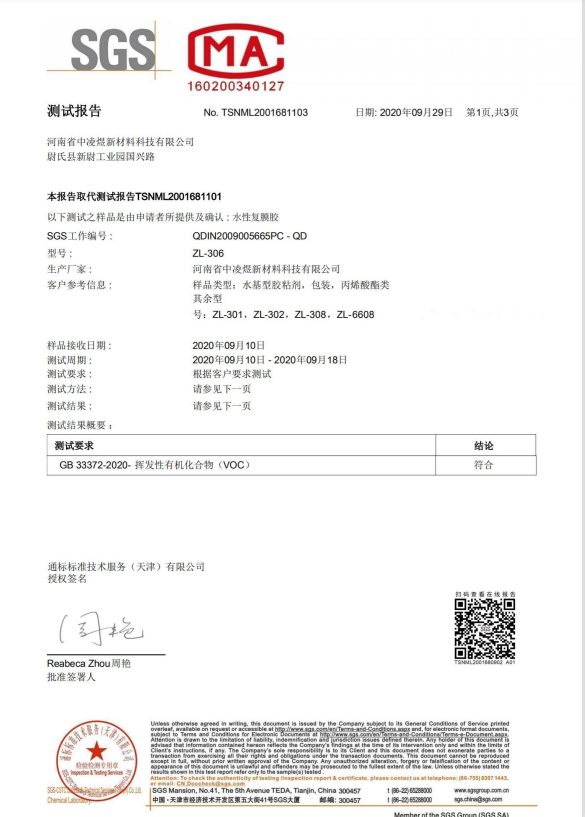 SGS
MA
160200340127
测试报告 No. TSNML2001681103 日期: 2020年09月29日 第1页,共3页
河南省中凌煜新材料科技有限公司
尉氏县新尉工业园国兴路
本报告取代测试报告TSNML2001681101
以下测试之样品是由申请者所提供及确认 : 水性复膜胶
SGS工作编号 : QDIN2009005665PC - QD
型号 : ZL-306
生产厂家 : 河南省中凌煜新材料科技有限公司
客户参考信息 : 样品类型：水基型胶粘剂，包装，丙烯酸酯类
其余型
号：ZL-301，ZL-302，ZL-308，ZL-6608
样品接收日期 : 2020年09月10日
测试周期 : 2020年09月10日 - 2020年09月18日
测试要求 : 根据客户要求测试
测试方法 : 请参见下一页
测试结果 : 请参见下一页
测试结果概要 :
测试要求 结论
GB 33372-2020- 挥发性有机化合物（VOC） 符合
通标标准技术服务（天津）有限公司
授权签名
周艳
Reabeca Zhou周艳
批准签署人
扫码查看在线报告
SGS
TSNML2001680902 A01
检验检测专用章
Inspection & Testing Services
Unless otherwise agreed in writing, this document is issued by the Company subject to its General Conditions of Service printed
overleaf, available on request or accessible at http://www.sgs.com/en/Terms-and-Conditions.aspx and, for electronic format documents,
subject to Terms and Conditions for Electronic Documents at http://www.sgs.com/en/Terms-and-Conditions/Terms-e-Document.aspx.
Attention is drawn to the limitation of liability, indemnification and jurisdiction issues defined therein. Any holder of this document is
advised that information contained hereon reflects the Company's findings at the time of its intervention only and within the limits of
Client's instructions, if any. The Company's sole responsibility is to its Client and this document does not exonerate parties to a
transaction from exercising all their rights and obligations under the transaction documents. This document cannot be reproduced
except in full, without prior written approval of the Company. Any unauthorized alteration, forgery or falsification of the content or
appearance of this document is unlawful and offenders may be prosecuted to the fullest extent of the law. Unless otherwise stated the
results shown in this test report refer only to the sample(s) tested .
Attention: To check the authenticity of testing /inspection report & certificate, please contact us at telephone: (86-755) 8307 1443,
or email: CN.Doccheck@sgs.com
Chemical Laboratory
SGS Mansion, No.41, The 5th Avenue TEDA, Tianjin, China 300457 t (86-22) 65288000 www.sgsgroup.com.cn
中国 · 天津市经济技术开发区第五大街41号SGS大厦 邮编: 300457 t (86-22) 65288000 sgs.china@sgs.com
Member of the SGS Group (SGS SA)